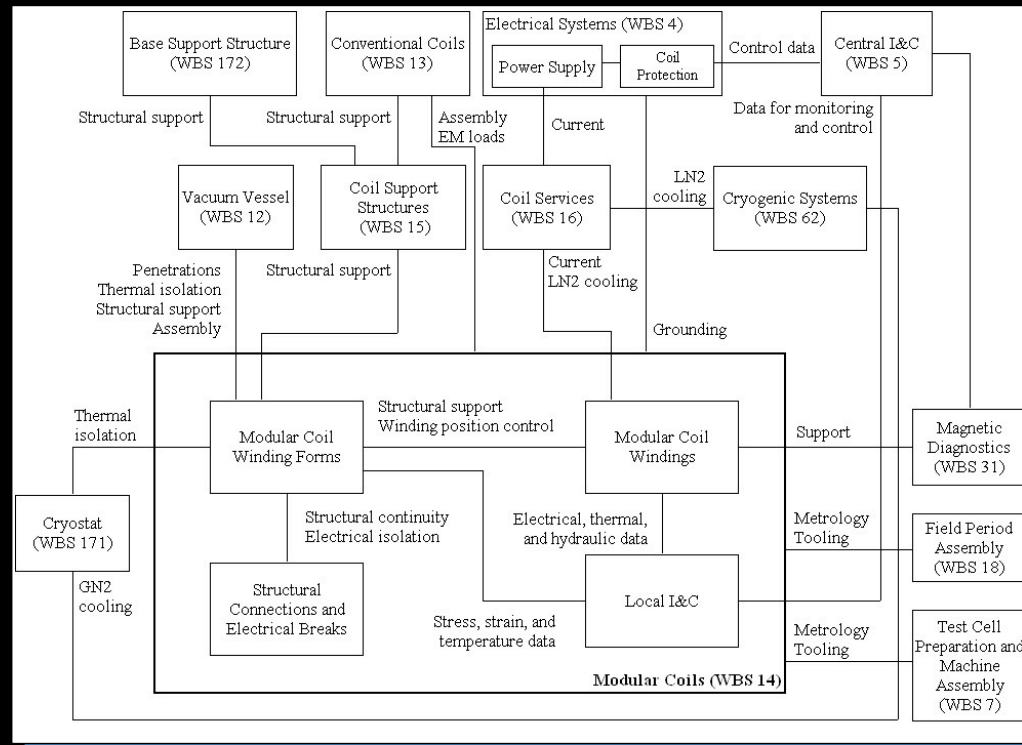 Base Support Structure
(WBS 172)
Conventional Coils
(WBS 13)
Electrical Systems (WBS 4)
Power Supply
Coil
Protection
Control data
Central I&C
(WBS 5)
Structural support
Structural support
Assembly
EM loads
Current
Data for monitoring
and control
Vacuum Vessel
(WBS 12)
Coil Support
Structures
(WBS 15)
Coil Services
(WBS 16)
LN2
cooling
Cryogenic Systems
(WBS 62)
Penetrations
Thermal isolation
Structural support
Assembly
Structural support
Current
LN2 cooling
Grounding
Thermal
isolation
Modular Coil
Winding Forms
Structural support
Winding position control
Modular Coil
Windings
Support
Magnetic
Diagnostics
(WBS 31)
Cryostat
(WBS 171)
Structural continuity
Electrical isolation
Electrical, thermal,
and hydraulic data
Metrology
Tooling
Field Period
Assembly
(WBS 18)
GN2
cooling
Structural
Connections and
Electrical Breaks
Stress, strain, and
temperature data
Local I&C
Metrology
Tooling
Test Cell
Preparation and
Machine
Assembly
(WBS 7)
Modular Coils (WBS 14)